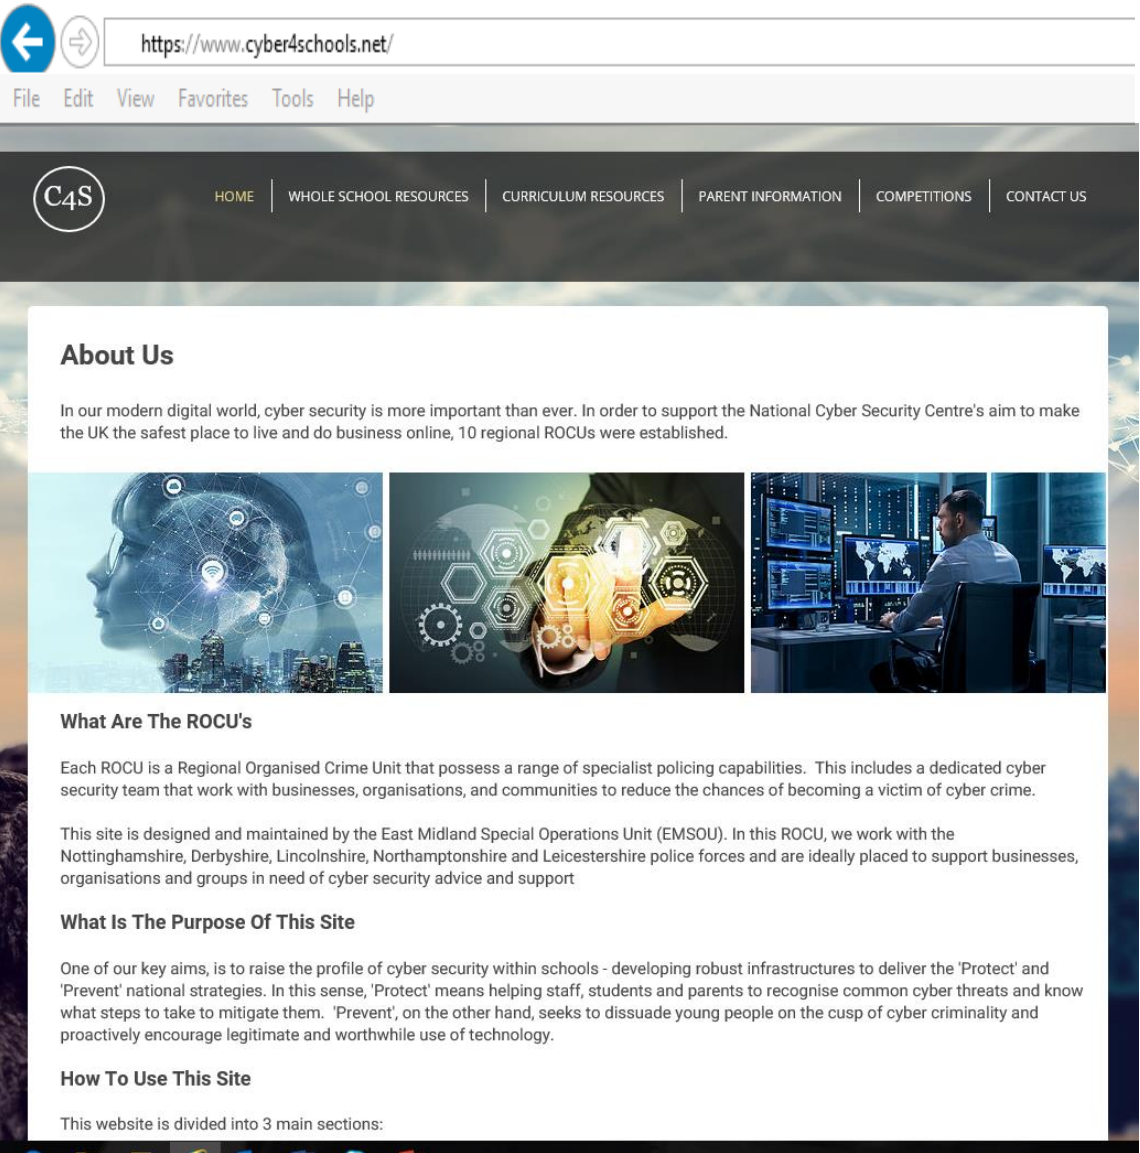 https://www.cyber4schools.net/
File Edit View Favorites Tools Help
C4S
HOME WHOLE SCHOOL RESOURCES CURRICULUM RESOURCES PARENT INFORMATION COMPETITIONS CONTACT US
About Us
In our modern digital world, cyber security is more important than ever. In order to support the National Cyber Security Centre's aim to make
the UK the safest place to live and do business online, 10 regional ROCUs were established.
What Are The ROCU's
Each ROCU is a Regional Organised Crime Unit that possess a range of specialist policing capabilities.  This includes a dedicated cyber
security team that work with businesses, organisations, and communities to reduce the chances of becoming a victim of cyber crime.
This site is designed and maintained by the East Midland Special Operations Unit (EMSOU). In this ROCU, we work with the
Nottinghamshire, Derbyshire, Lincolnshire, Northamptonshire and Leicestershire police forces and are ideally placed to support businesses,
organisations and groups in need of cyber security advice and support
What Is The Purpose Of This Site
One of our key aims, is to raise the profile of cyber security within schools - developing robust infrastructures to deliver the 'Protect' and
'Prevent' national strategies. In this sense, 'Protect' means helping staff, students and parents to recognise common cyber threats and know
what steps to take to mitigate them.  'Prevent', on the other hand, seeks to dissuade young people on the cusp of cyber criminality and
proactively encourage legitimate and worthwhile use of technology.
How To Use This Site
This website is divided into 3 main sections: